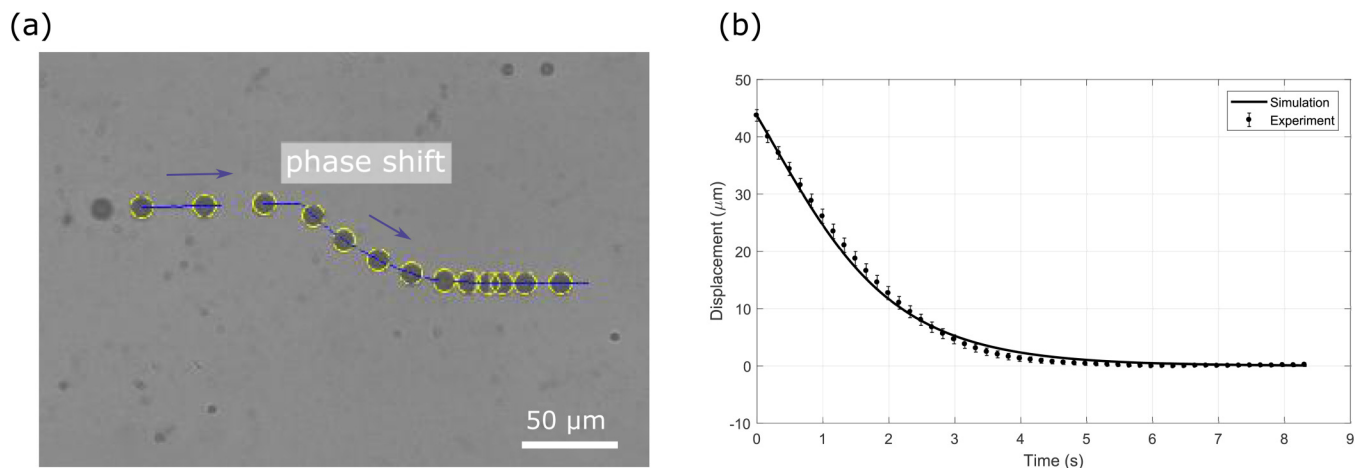 (a)
phase shift
50 μm
(b)
50
40
30
20
10
0
-10
Displacement (μm)
Simulation
Experiment
0 1 2 3 4 5 6 7 8 9
Time (s)